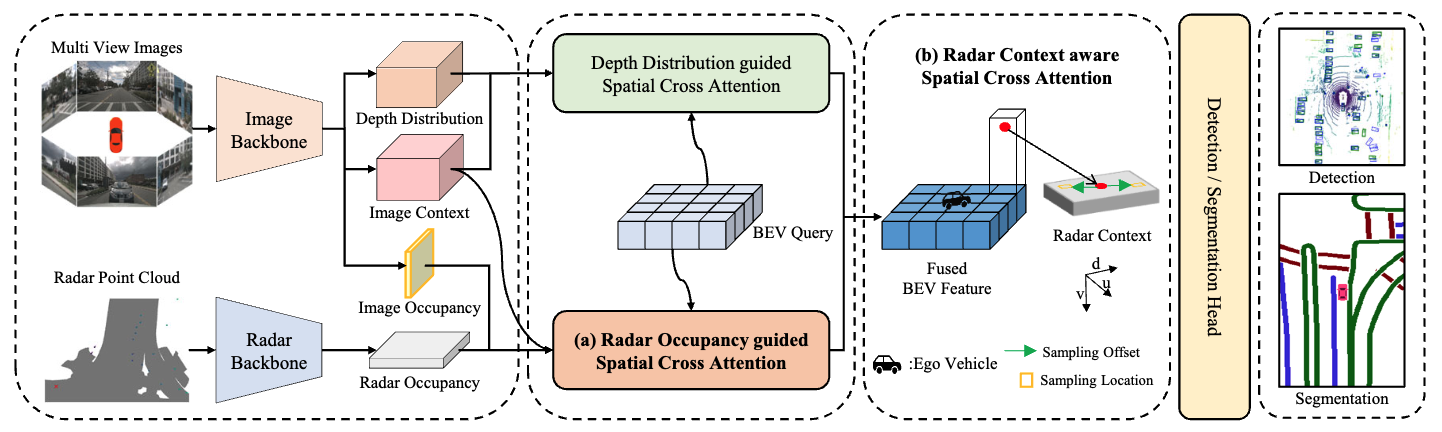 Multi View Images
Image
Backbone
Depth Distribution
Image Context
Image Occupancy
Radar Point Cloud
Radar
Backbone
Radar Occupancy
Depth Distribution guided
Spatial Cross Attention
BEV Query
(a) Radar Occupancy guided
Spatial Cross Attention
(b) Radar Context aware
Spatial Cross Attention
Fused
BEV Feature
Radar Context
d
u
v
:Ego Vehicle
Sampling Offset
Sampling Location
Detection / Segmentation Head
Detection
Segmentation